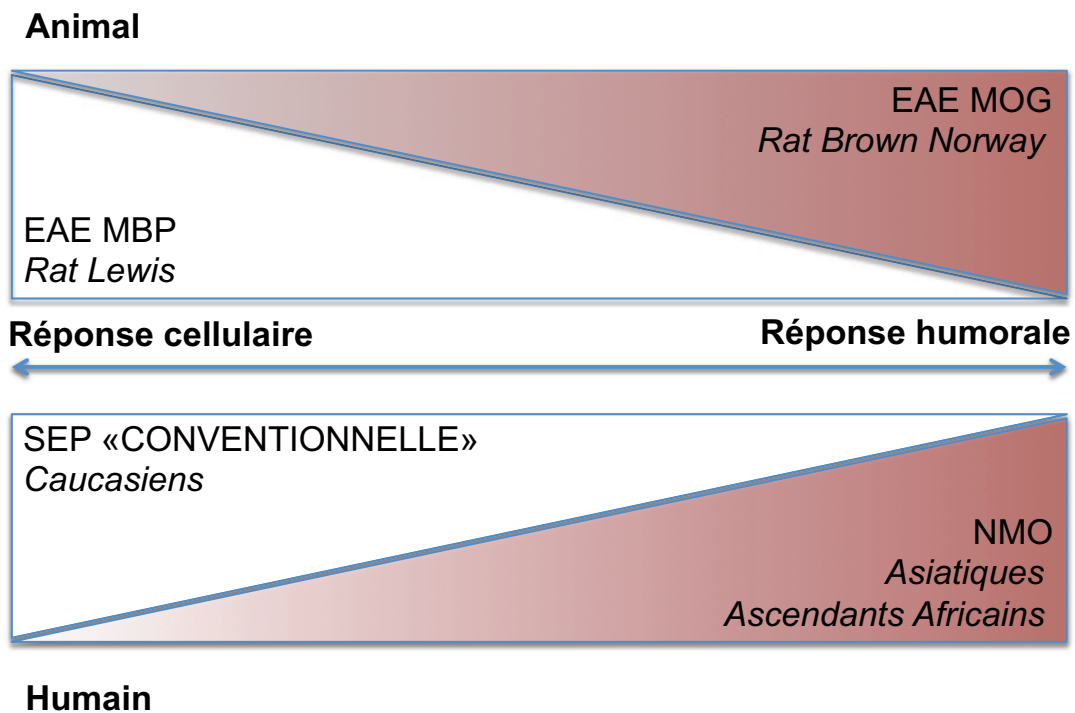 Animal
EAE MOG
Rat Brown Norway
EAE MBP
Rat Lewis
Réponse cellulaire
Réponse humorale
SEP «CONVENTIONNELLE»
Caucasiens
NMO
Asiatiques
Ascendants Africains
Humain